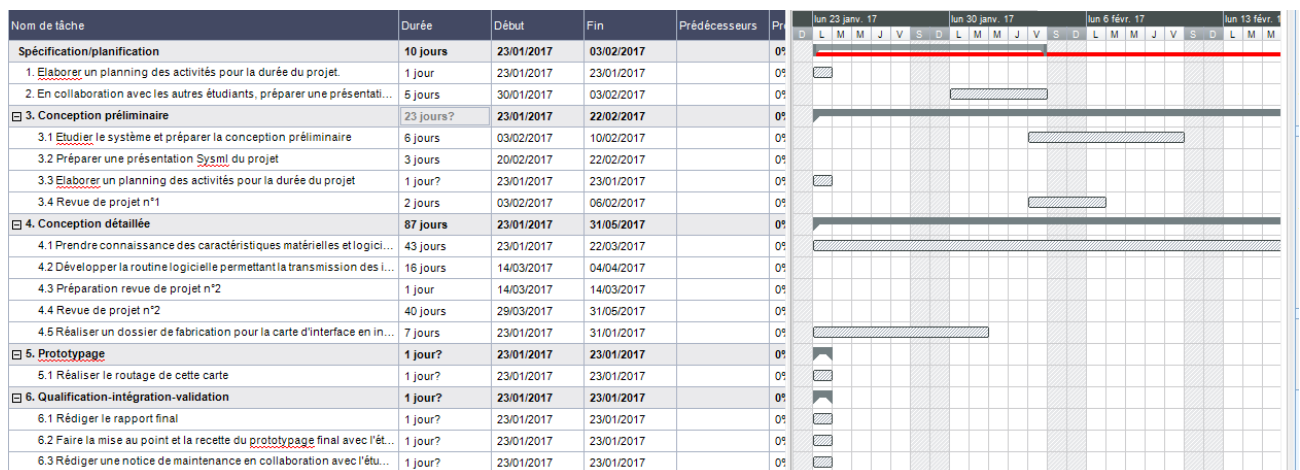 Nom de tâche Durée Début Fin Prédécesseurs Pr lun 23 janv. 17 lun 30 janv. 17 lun 6 févr. 17 lun 13 févr. 1
D L M M J V S D L M M J V S D L M M J V S D L M M
Spécification/planification 10 jours 23/01/2017 03/02/2017 0%
1. Elaborer un planning des activités pour la durée du projet. 1 jour 23/01/2017 23/01/2017 0%
2. En collaboration avec les autres étudiants, préparer une présentati... 5 jours 30/01/2017 03/02/2017 0%
3. Conception préliminaire 23 jours? 23/01/2017 22/02/2017 0%
3.1 Etudier le système et préparer la conception préliminaire 6 jours 03/02/2017 10/02/2017 0%
3.2 Préparer une présentation Sysml du projet 3 jours 20/02/2017 22/02/2017 0%
3.3 Elaborer un planning des activités pour la durée du projet 1 jour? 23/01/2017 23/01/2017 0%
3.4 Revue de projet n°1 2 jours 03/02/2017 06/02/2017 0%
4. Conception détaillée 87 jours 23/01/2017 31/05/2017 0%
4.1 Prendre connaissance des caractéristiques matérielles et logici... 43 jours 23/01/2017 22/03/2017 0%
4.2 Développer la routine logicielle permettant la transmission des i... 16 jours 14/03/2017 04/04/2017 0%
4.3 Préparation revue de projet n°2 1 jour 14/03/2017 14/03/2017 0%
4.4 Revue de projet n°2 40 jours 29/03/2017 31/05/2017 0%
4.5 Réaliser un dossier de fabrication pour la carte d'interface en in... 7 jours 23/01/2017 31/01/2017 0%
5. Prototypage 1 jour? 23/01/2017 23/01/2017 0%
5.1 Réaliser le routage de cette carte 1 jour? 23/01/2017 23/01/2017 0%
6. Qualification-intégration-validation 1 jour? 23/01/2017 23/01/2017 0%
6.1 Rédiger le rapport final 1 jour? 23/01/2017 23/01/2017 0%
6.2 Faire la mise au point et la recette du prototypage final avec l'ét... 1 jour? 23/01/2017 23/01/2017 0%
6.3 Rédiger une notice de maintenance en collaboration avec l'étu... 1 jour? 23/01/2017 23/01/2017 0%